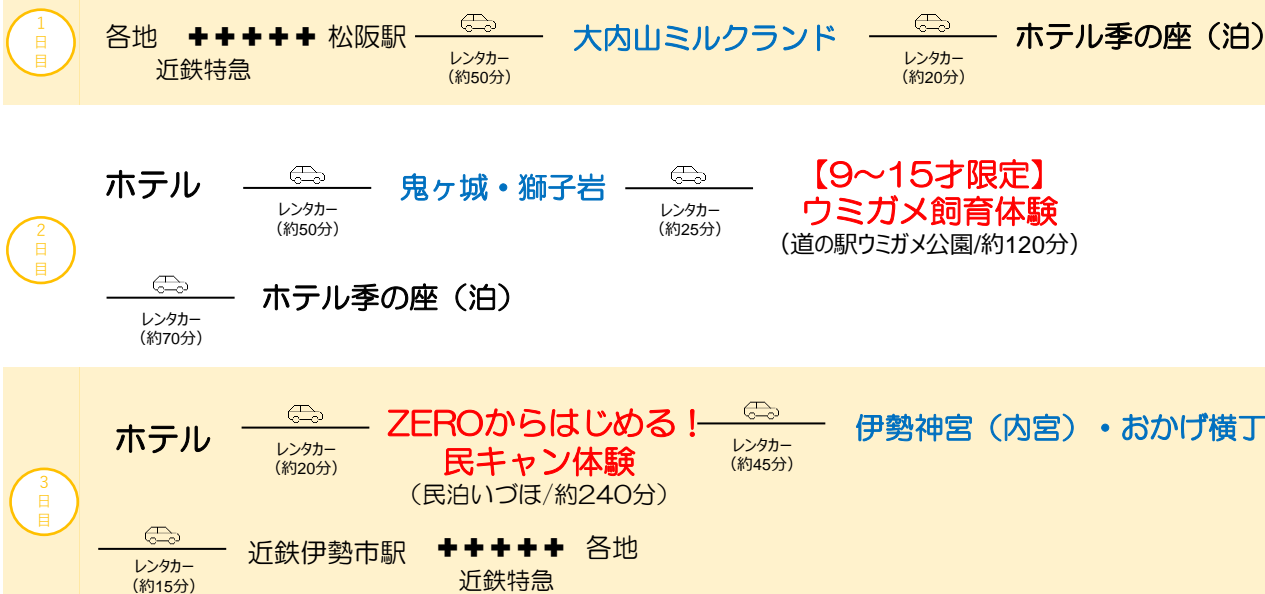 1日目
各地 +++++ 松阪駅 レンタカー（約50分） 大内山ミルクランド レンタカー（約20分） ホテル季の座（泊）
近鉄特急
2日目
ホテル レンタカー（約50分） 鬼ヶ城・獅子岩 レンタカー（約25分） 【9～15才限定】
ウミガメ飼育体験
（道の駅ウミガメ公園/約120分）
レンタカー（約70分） ホテル季の座（泊）
3日目
ホテル レンタカー（約20分） ZEROからはじめる！
民キャン体験
（民泊いづほ/約240分）
レンタカー（約45分） 伊勢神宮（内宮）・おかげ横丁
レンタカー（約15分） 近鉄伊勢市駅 +++++ 各地
近鉄特急